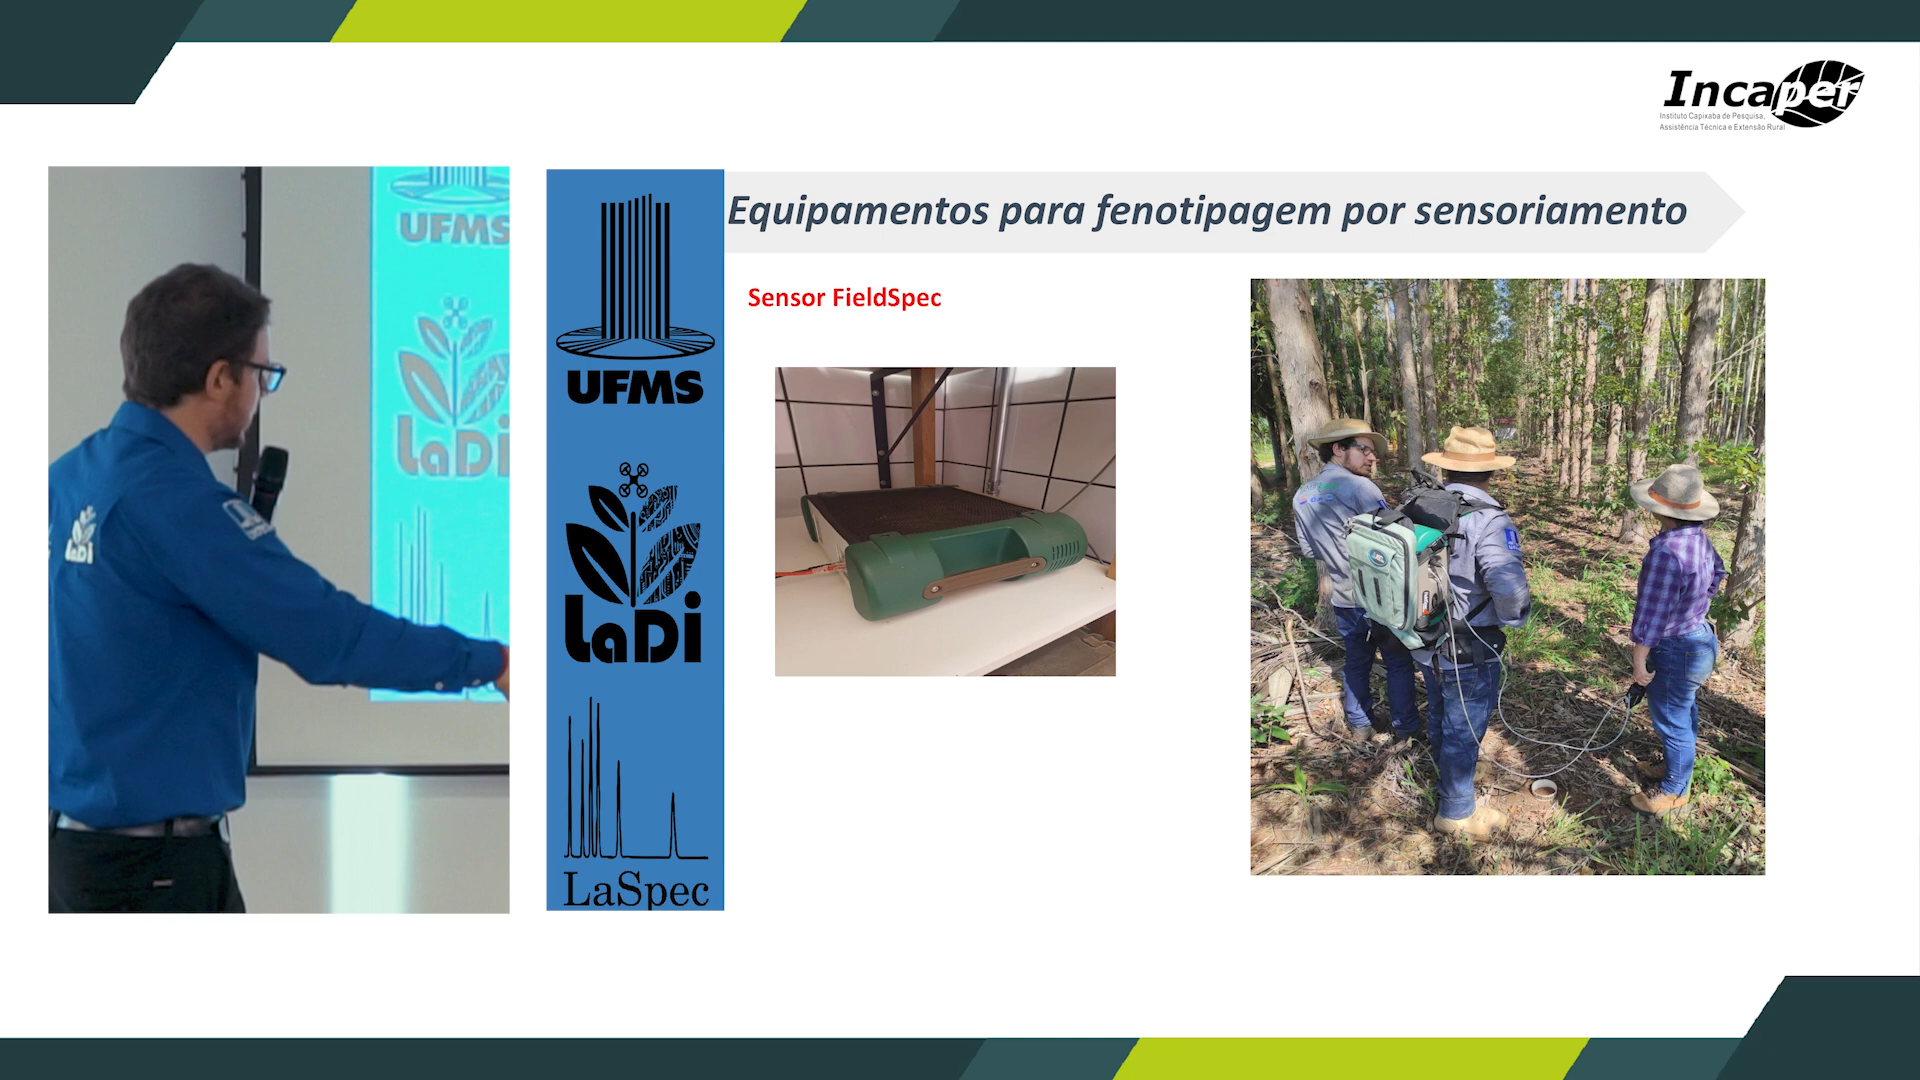 Incaper
Instituto Capixaba de Pesquisa,
Assistência Técnica e Extensão Rural
UFMS
LaDi
LaDi
UFMS
LaDi
LaSpec
Equipamentos para fenotipagem por sensoriamento
Sensor FieldSpec